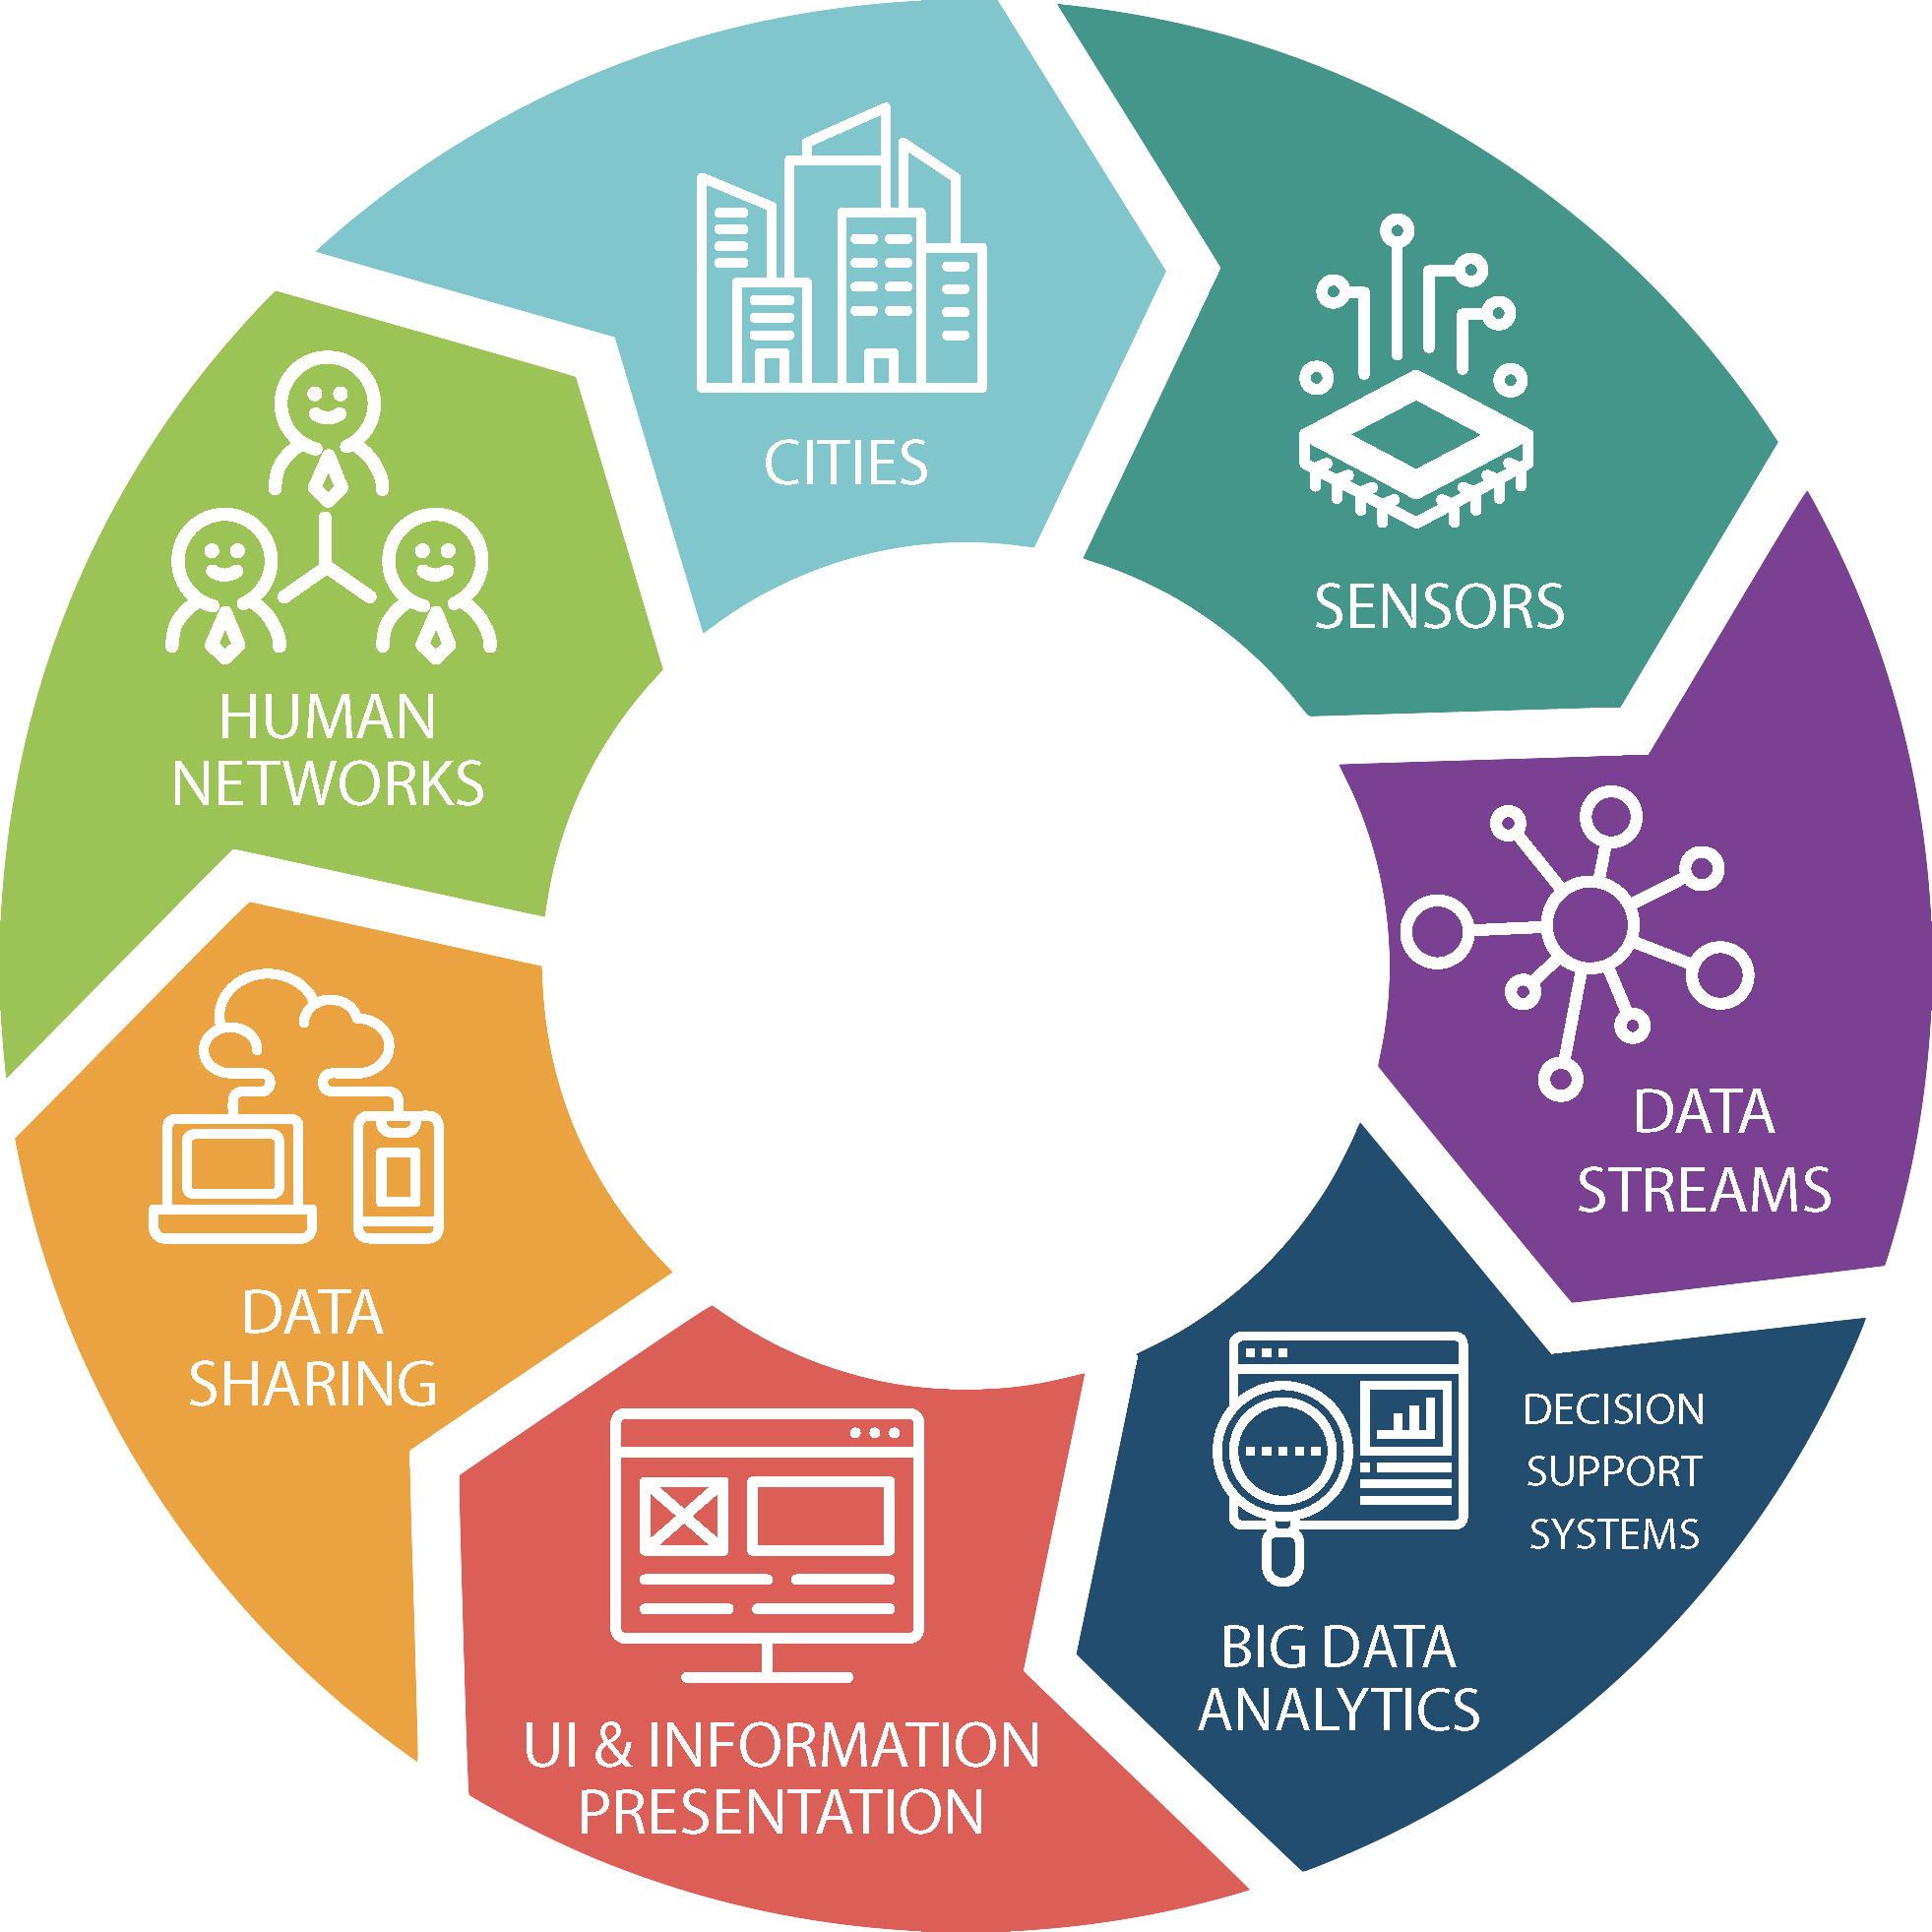 CITIES
SENSORS
DATA
STREAMS
DECISION
SUPPORT
SYSTEMS
BIG DATA
ANALYTICS
UI & INFORMATION
PRESENTATION
DATA
SHARING
HUMAN
NETWORKS